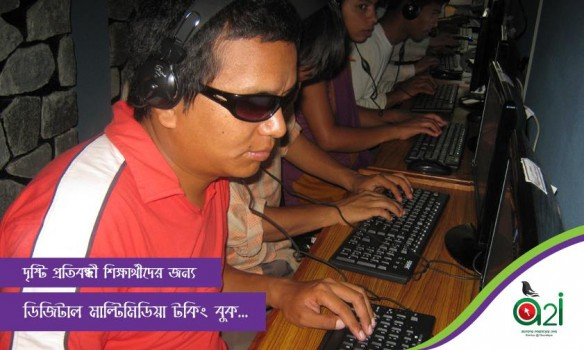 দৃষ্টি প্রতিবন্ধী শিক্ষার্থীদের জন্য
ডিজিটাল মাল্টিমিডিয়া টকিং বুক...
a2i